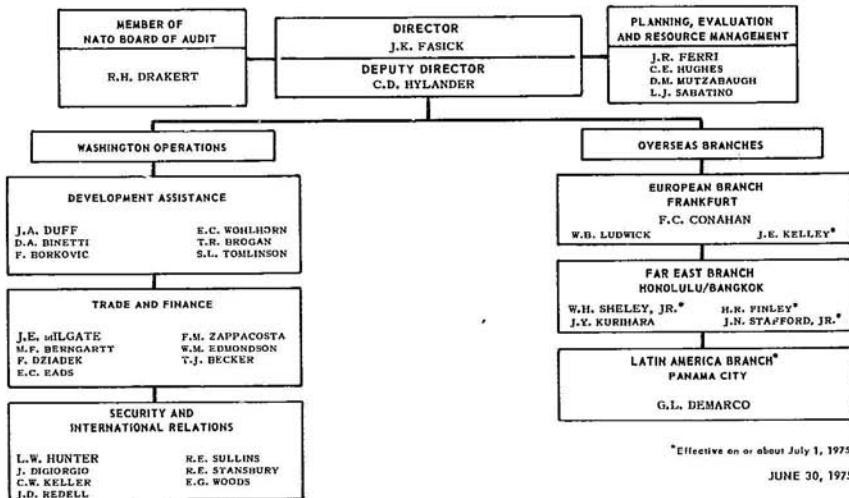 MEMBER OF
NATO BOARD OF AUDIT
R.H. DRAKERT
DIRECTOR
J.K. FASICK
DEPUTY DIRECTOR
C.D. HYLANDER
PLANNING, EVALUATION
AND RESOURCE MANAGEMENT
J.R. FERRI
C.E. HUGHES
D.M. MUTZABAUGH
L.J. SABATINO
WASHINGTON OPERATIONS
DEVELOPMENT ASSISTANCE
J.A. DUFF E.C. WOHLHORN
D.A. BINETTI T.R. BROGAN
F. BORKOVIC S.L. TOMLINSON
TRADE AND FINANCE
J.E. MILGATE F.M. ZAPPACOSTA
M.F. BERNGARTT W.M. EDMONDSON
F. DZIADEK T.J. BECKER
E.C. EADS
SECURITY AND
INTERNATIONAL RELATIONS
L.W. HUNTER R.E. SULLINS
J. DIGIORGIO R.E. STANSBURY
C.W. KELLER E.G. WOODS
J.D. REDELL
OVERSEAS BRANCHES
EUROPEAN BRANCH
FRANKFURT
F.C. CONAHAN
W.B. LUDWICK J.E. KELLEY*
FAR EAST BRANCH
HONOLULU/BANGKOK
W.H. SHELEY, JR.* H.R. FINLEY*
J.Y. KURIHARA J.N. STAFFORD, JR.*
LATIN AMERICA BRANCH*
PANAMA CITY
G.L. DEMARCO
*Effective on or about July 1, 1975
JUNE 30, 1975